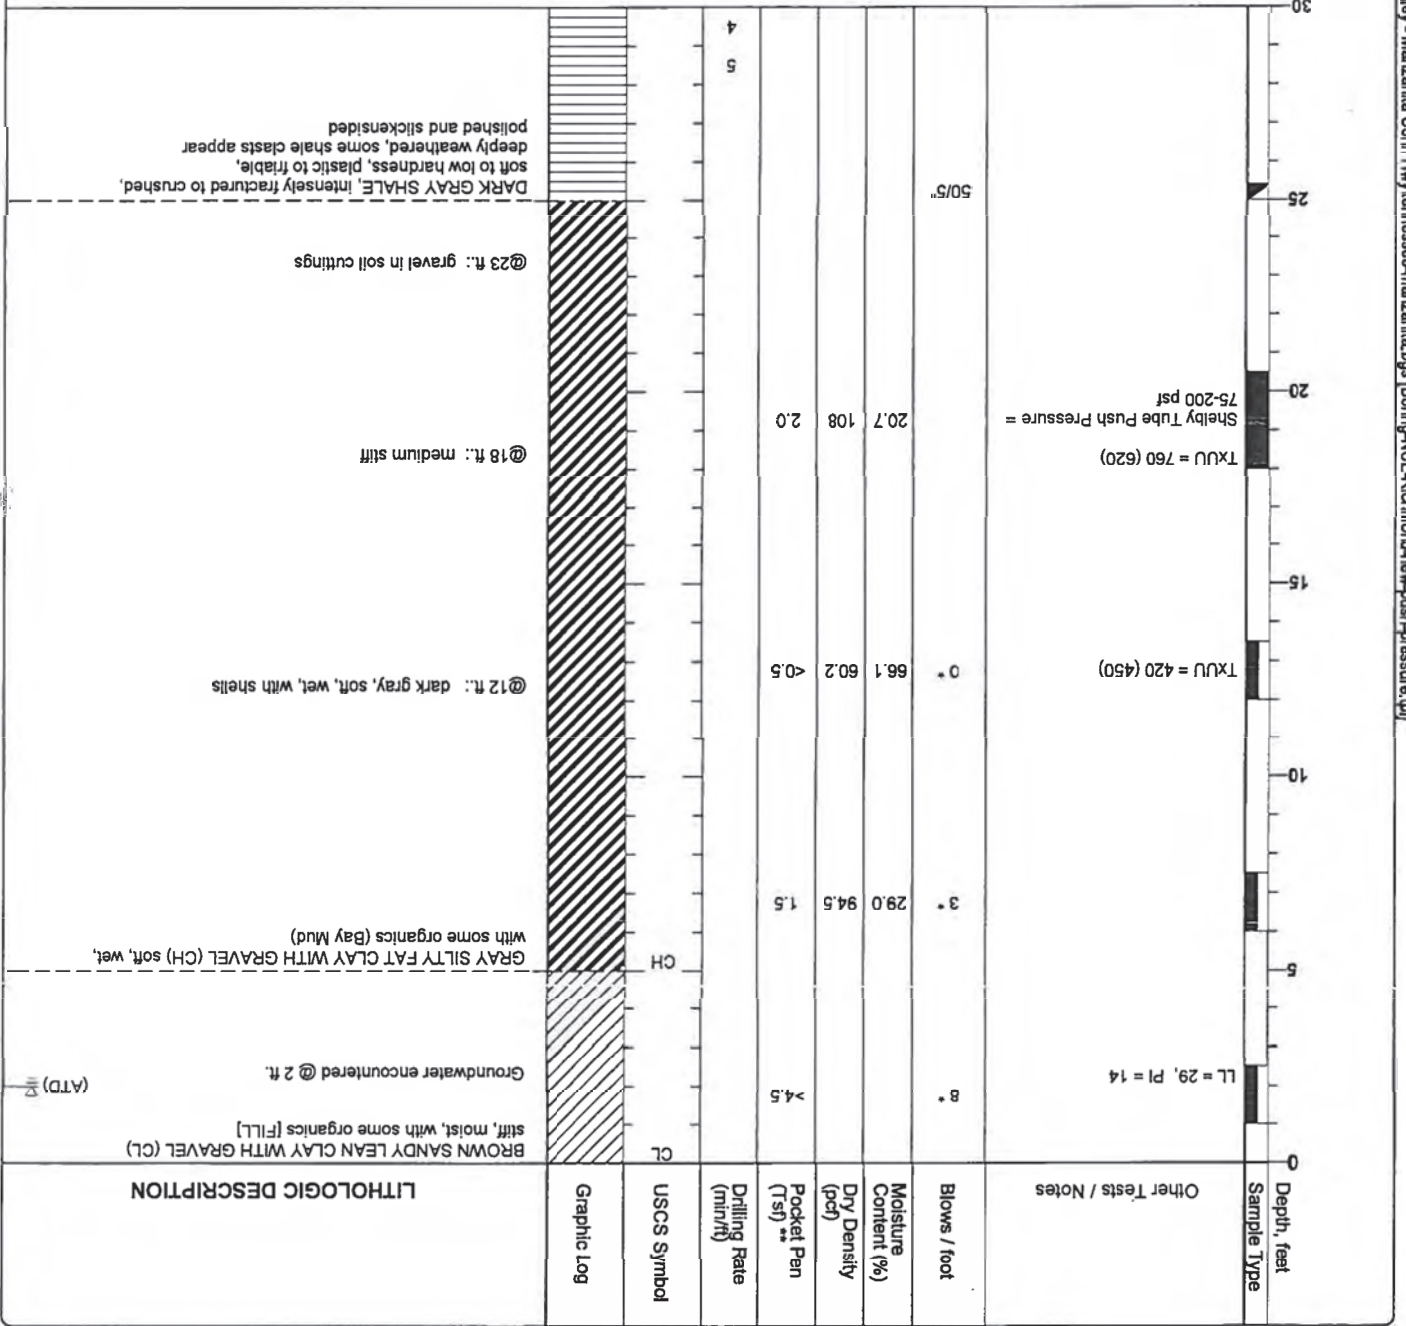 Depth, feet
Sample Type
Other Tests / Notes
Blows / foot
Moisture
Content (%)
Dry Density
(pcf)
Pocket Pen
(Tsf) **
Drilling Rate
(min/ft)
USCS Symbol
Graphic Log
LITHOLOGIC DESCRIPTION
0
CL
BROWN SANDY LEAN CLAY WITH GRAVEL (CL)
stiff, moist, with some organics [FILL]
LL = 29, PI = 14
8 *
>4.5
Groundwater encountered @ 2 ft.
(ATD)
5
CH
GRAY SILTY FAT CLAY WITH GRAVEL (CH) soft, wet,
with some organics (Bay Mud)
3 *
29.0
94.5
1.5
10
TxUU = 420 (450)
0 *
66.1
60.2
<0.5
@12 ft.: dark gray, soft, wet, with shells
15
TxUU = 760 (620)
Shelby Tube Push Pressure =
75-200 psf
20.7
108
2.0
@18 ft.: medium stiff
20
@23 ft.: gravel in soil cuttings
25
50/5"
DARK GRAY SHALE, intensely fractured to crushed,
soft to low hardness, plastic to friable,
deeply weathered, some shale clasts appear
polished and slickensided
5
4
30